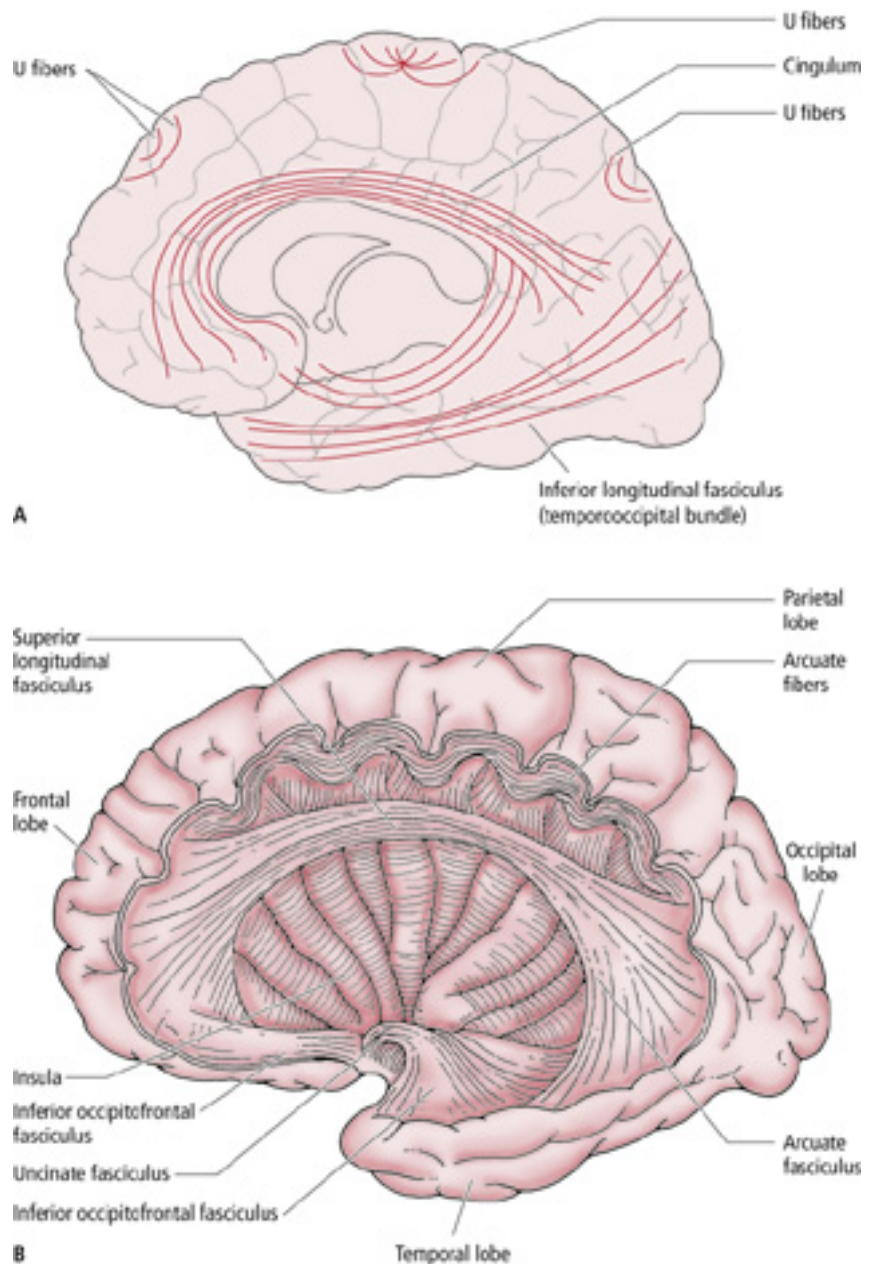 U fibers
U fibers
Cingulum
U fibers
Inferior longitudinal fasciculus
(temporooccipital bundle)
A
Parietal
lobe
Superior
longitudinal
fasciculus
Arcuate
fibers
Frontal
lobe
Occipital
lobe
Insula
Inferior occipitofrontal
fasciculus
Arcuate
fasciculus
Uncinate fasciculus
Inferior occipitofrontal fasciculus
B
Temporal lobe